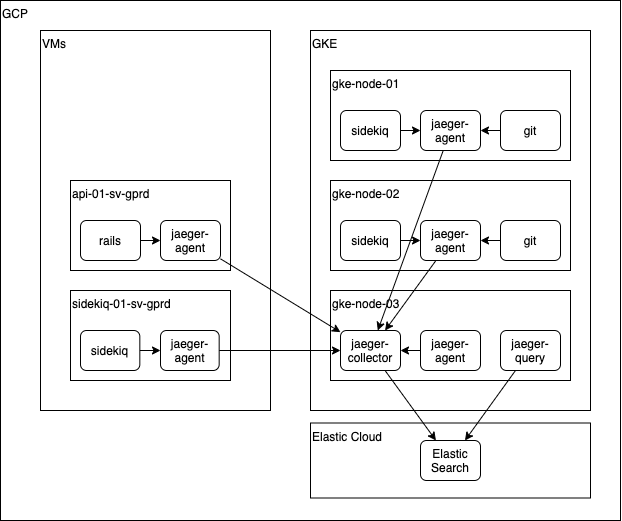 GCP
VMs
GKE
gke-node-01
sidekiq
jaeger-
agent
git
api-01-sv-gprd
rails
jaeger-
agent
gke-node-02
sidekiq
jaeger-
agent
git
sidekiq-01-sv-gprd
sidekiq
jaeger-
agent
gke-node-03
jaeger-
collector
jaeger-
agent
jaeger-
query
Elastic Cloud
Elastic
Search